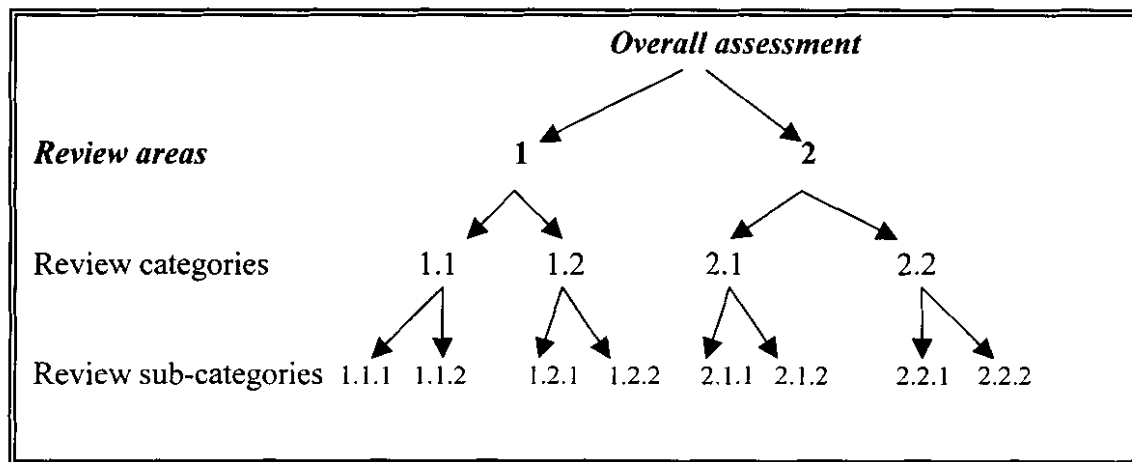 Overall assessment
Review areas 1 2
Review categories 1.1 1.2 2.1 2.2
Review sub-categories 1.1.1 1.1.2 1.2.1 1.2.2 2.1.1 2.1.2 2.2.1 2.2.2